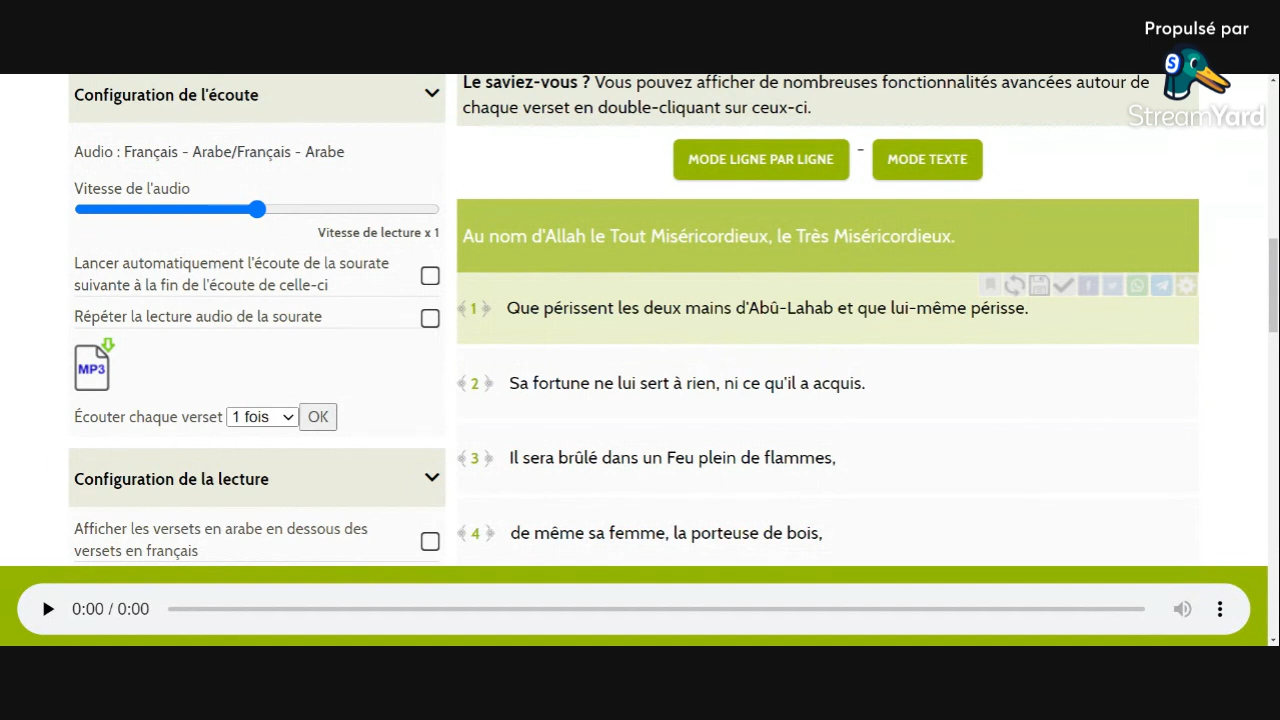 Propulsé par
StreamYard
Configuration de l'écoute
Audio : Français - Arabe/Français - Arabe
Vitesse de l'audio
Vitesse de lecture x 1
Lancer automatiquement l'écoute de la sourate
suivante à la fin de l'écoute de celle-ci
Répéter la lecture audio de la sourate
MP3
Écouter chaque verset 1 fois OK
Configuration de la lecture
Afficher les versets en arabe en dessous des
versets en français
Le saviez-vous ? Vous pouvez afficher de nombreuses fonctionnalités avancées autour de
chaque verset en double-cliquant sur ceux-ci.
MODE LIGNE PAR LIGNE - MODE TEXTE
Au nom d'Allah le Tout Miséricordieux, le Très Miséricordieux.
1 Que périssent les deux mains d'Abû-Lahab et que lui-même périsse.
2 Sa fortune ne lui sert à rien, ni ce qu'il a acquis.
3 Il sera brûlé dans un Feu plein de flammes,
4 de même sa femme, la porteuse de bois,
0:00 / 0:00